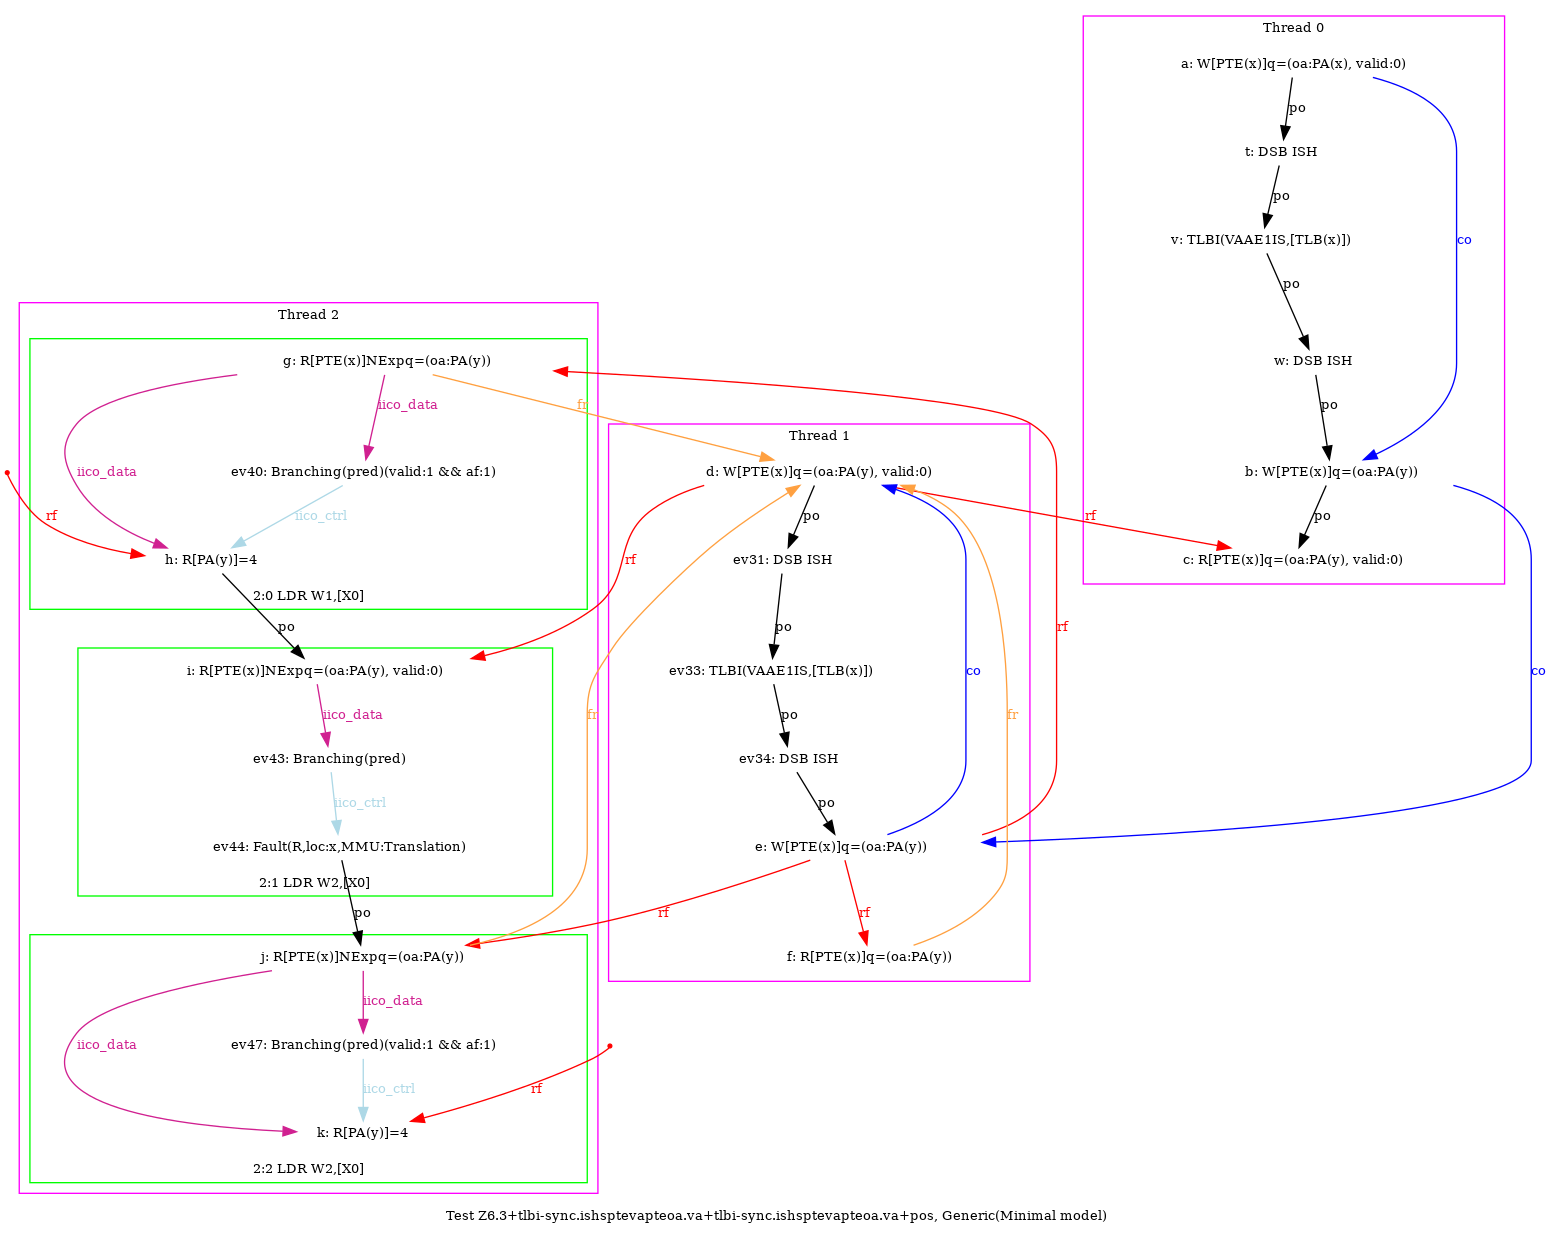 Thread 0
a: W[PTE(x)]q=(oa:PA(x), valid:0)
po
t: DSB ISH
po
v: TLBI(VAAE1IS,[TLB(x)])
co
po
w: DSB ISH
po
b: W[PTE(x)]q=(oa:PA(y))
po
c: R[PTE(x)]q=(oa:PA(y), valid:0)
rf
co
Thread 2
g: R[PTE(x)]NExpq=(oa:PA(y))
iico_data
fr
iico_data
ev40: Branching(pred)(valid:1 && af:1)
rf
iico_ctrl
h: R[PA(y)]=4
2:0 LDR W1,[X0]
po
i: R[PTE(x)]NExpq=(oa:PA(y), valid:0)
iico_data
ev43: Branching(pred)
iico_ctrl
ev44: Fault(R,loc:x,MMU:Translation)
2:1 LDR W2,[X0]
po
j: R[PTE(x)]NExpq=(oa:PA(y))
iico_data
iico_data
ev47: Branching(pred)(valid:1 && af:1)
iico_ctrl
rf
k: R[PA(y)]=4
2:2 LDR W2,[X0]
Thread 1
d: W[PTE(x)]q=(oa:PA(y), valid:0)
po
ev31: DSB ISH
rf
po
rf
ev33: TLBI(VAAE1IS,[TLB(x)])
co
fr
po
fr
ev34: DSB ISH
po
e: W[PTE(x)]q=(oa:PA(y))
rf
rf
f: R[PTE(x)]q=(oa:PA(y))
Test Z6.3+tlbi-sync.ishsptevapteoa.va+tlbi-sync.ishsptevapteoa.va+pos, Generic(Minimal model)